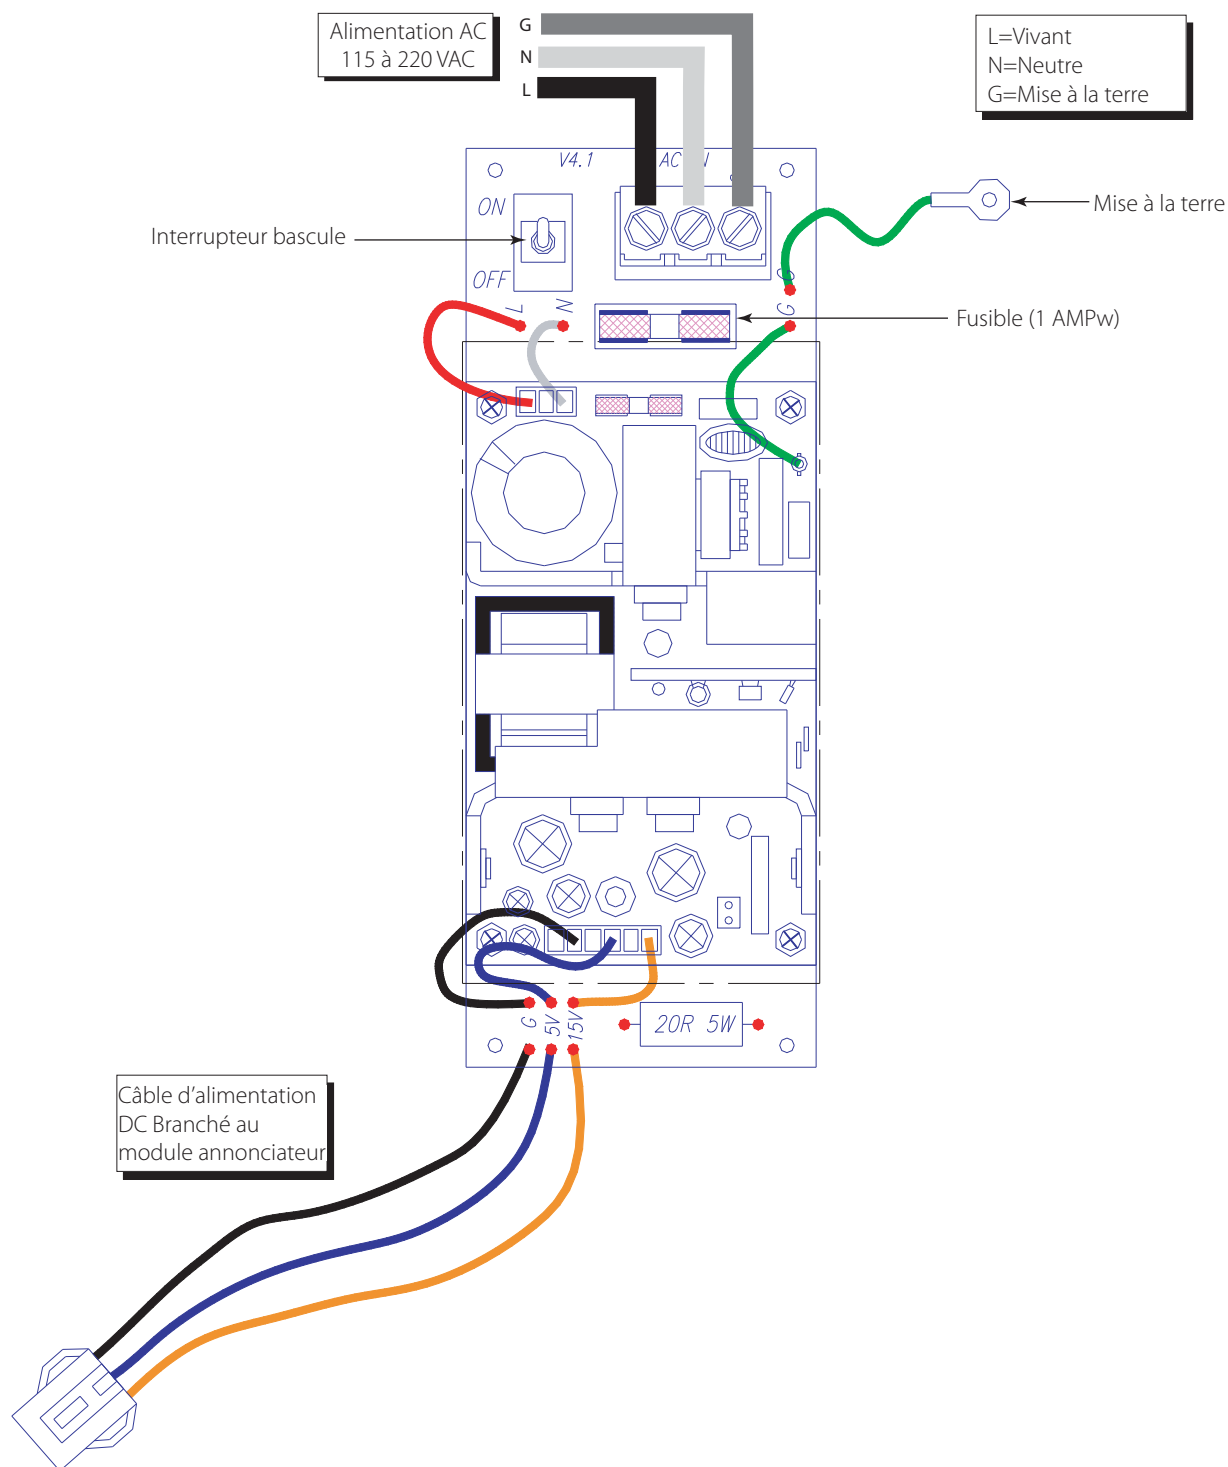 Alimentation AC
115 à 220 VAC
G
N
L
L=Vivant
N=Neutre
G=Mise à la terre
V4.1
ON
OFF
Interrupteur bascule
Mise à la terre
L
N
G
G
Fusible (1 AMPw)
G
5V
15V
20R 5W
Câble d’alimentation
DC Branché au
module annonciateur